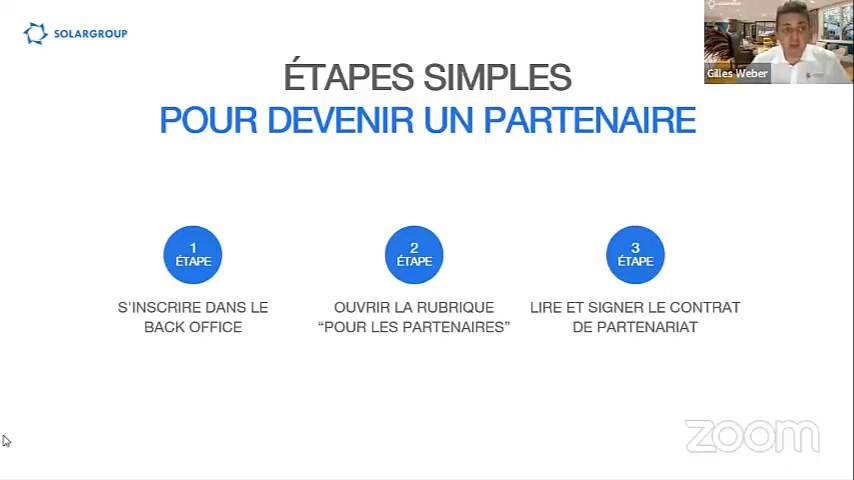 SOLARGROUP
Gilles Weber
ÉTAPES SIMPLES
POUR DEVENIR UN PARTENAIRE
1
ÉTAPE
S'INSCRIRE DANS LE
BACK OFFICE
2
ÉTAPE
OUVRIR LA RUBRIQUE
“POUR LES PARTENAIRES”
3
ÉTAPE
LIRE ET SIGNER LE CONTRAT
DE PARTENARIAT
zoom